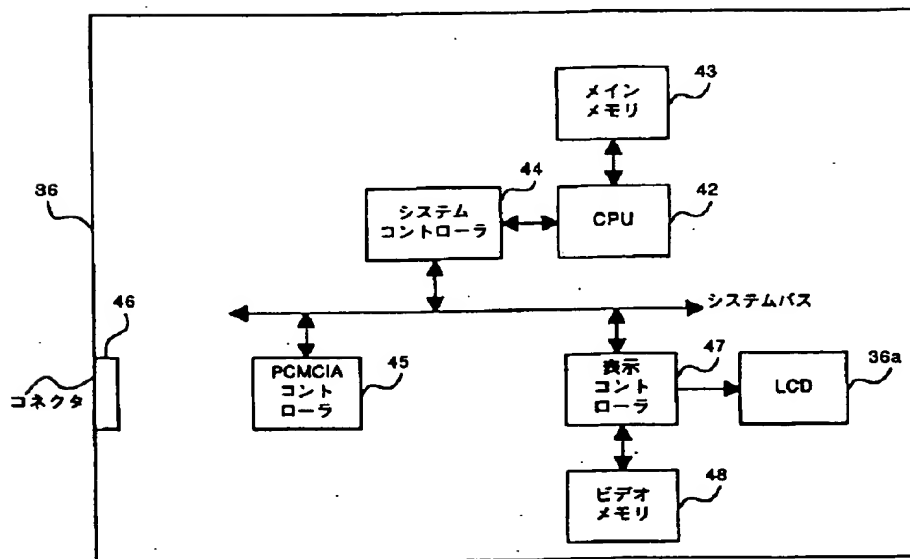 43
メイン
メモリ
44
36
システム
コントローラ
CPU
42
システムバス
46
コネクタ
PCMCIA
コント
ローラ
45
表示
コント
ローラ
47
LCD
36a
ビデオ
メモリ
48